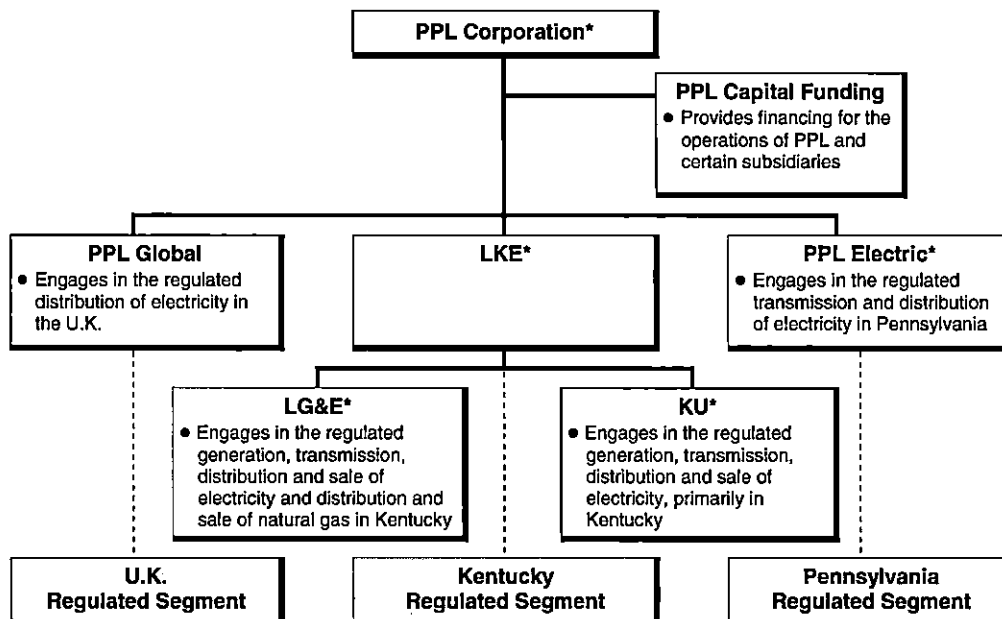 PPL Corporation*
PPL Capital Funding
● Provides financing for the
operations of PPL and
certain subsidiaries
PPL Global
● Engages in the regulated
distribution of electricity in
the U.K.
LKE*
PPL Electric*
● Engages in the regulated
transmission and distribution
of electricity in Pennsylvania
LG&E*
● Engages in the regulated
generation, transmission,
distribution and sale of
electricity and distribution and
sale of natural gas in Kentucky
KU*
● Engages in the regulated
generation, transmission,
distribution and sale of
electricity, primarily in
Kentucky
U.K.
Regulated Segment
Kentucky
Regulated Segment
Pennsylvania
Regulated Segment